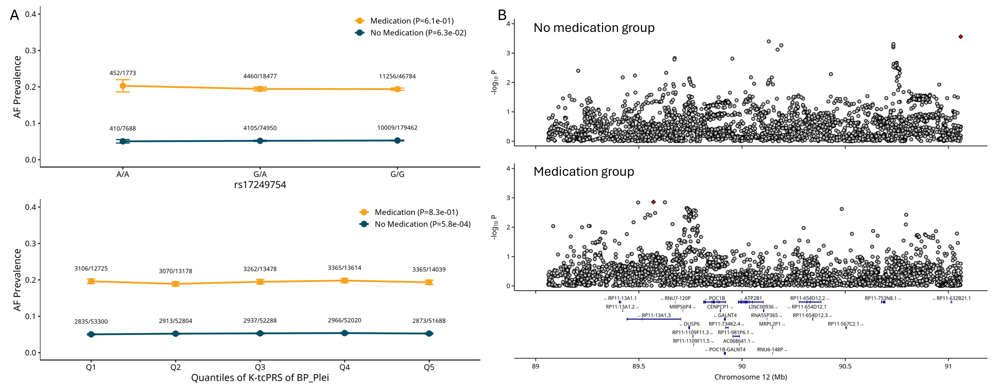 A
0.4
0.3
0.2
0.1
0.0
AF Prevalence
Medication (P=6.1e-01)
No Medication (P=6.3e-02)
452/1773
4460/18477
11256/46784
410/7688
4105/74950
10009/179462
A/A
G/A
G/G
rs17249754
0.4
0.3
0.2
0.1
0.0
AF Prevalence
Medication (P=8.3e-01)
No Medication (P=5.8e-04)
3106/12725
3070/13178
3262/13478
3365/13614
3365/14039
2835/53300
2913/52804
2937/52288
2966/52020
2873/51688
Q1
Q2
Q3
Q4
Q5
Quantiles of K-tcPRS of BP_Plei
B
No medication group
4
3
2
1
0
-log10 P
Medication group
4
3
2
1
0
-log10 P
←RP11-13A1.1
←RNU7-120P
←POC1B
←ATP2B1
RP11-654D12.2→
RP11-753N8.1→
←RP11-632B21.1
RP11-13A1.2→
MRPS6P4→
CENPCP1→
LINC00936→
←RP11-654D12.1
←RP11-13A1.3
←GALNT4
RNA5SP365→
RP11-654D12.3→
←DUSP6
RP11-734K2.4→
MRPL2P1→
RP11-567C2.1→
RP11-1109F11.3→
RP11-981P6.1→
RP11-1109F11.5→
AC068641.1→
←POC1B-GALNT4
RNU6-148P→
89
89.5
90
90.5
91
Chromosome 12 (Mb)